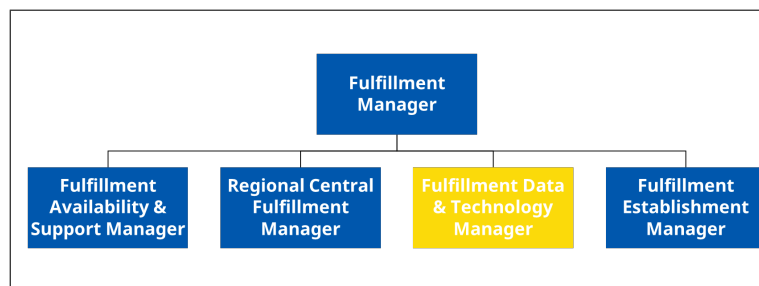 Fulfillment
Manager
Fulfillment
Availability &
Support Manager
Regional Central
Fulfillment
Manager
Fulfillment Data
& Technology
Manager
Fulfillment
Establishment
Manager